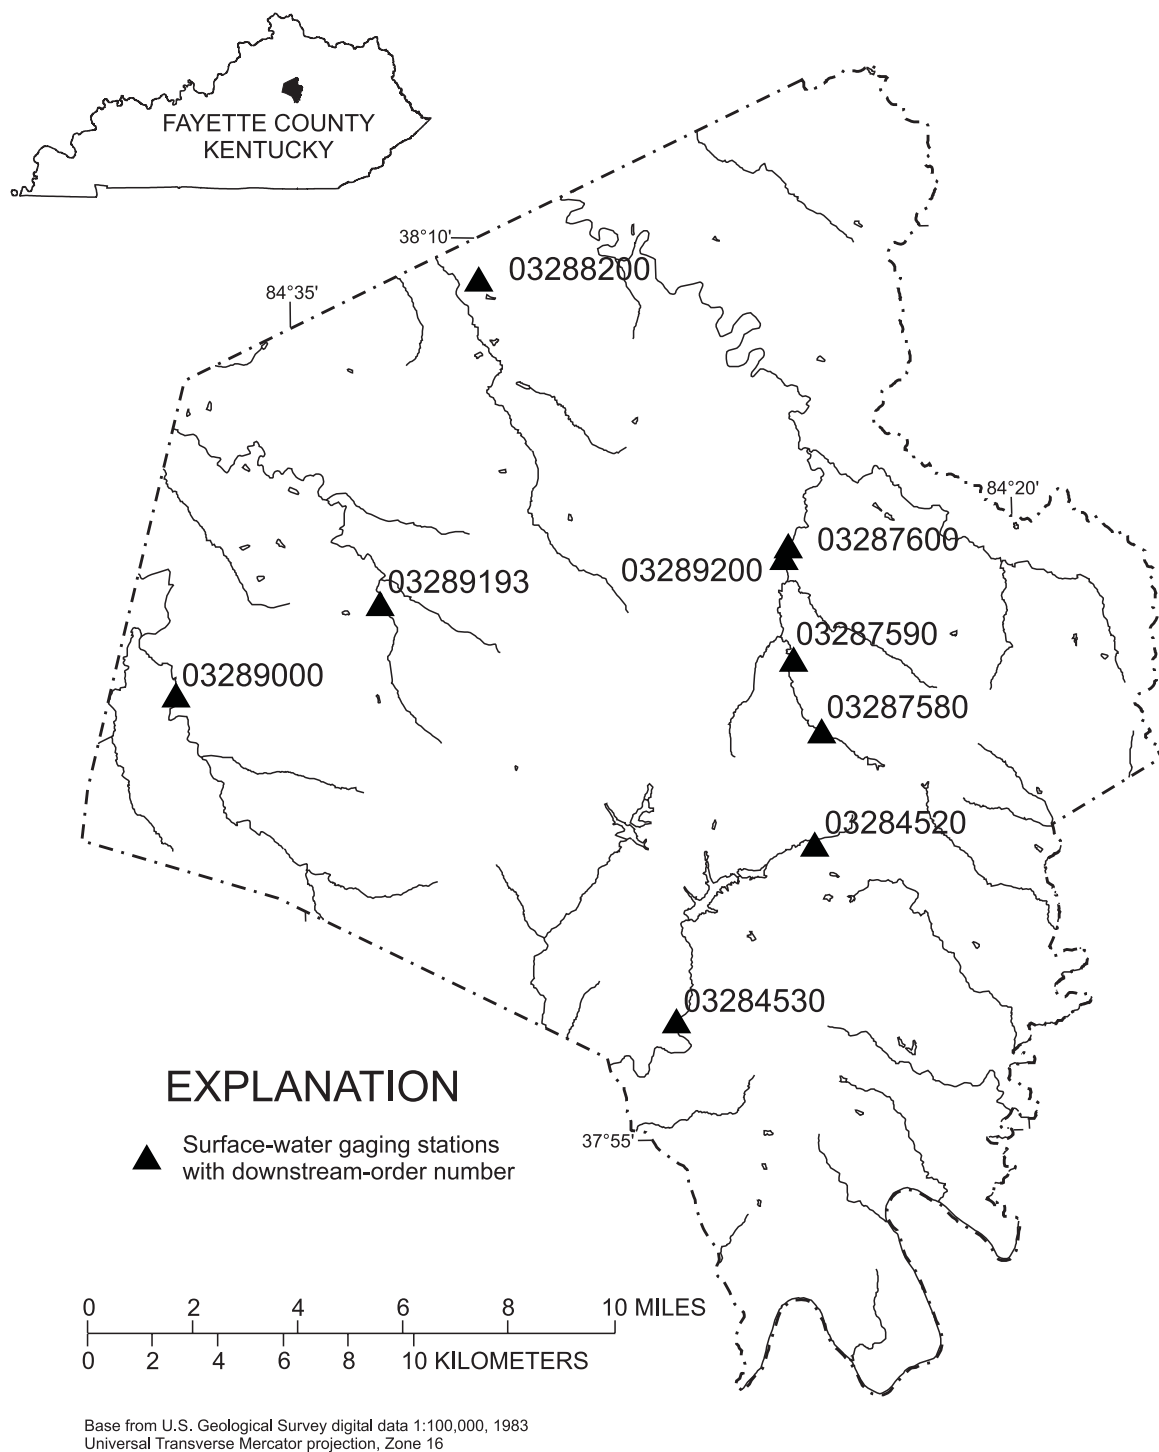 FAYETTE COUNTY
KENTUCKY
38°10'
03288200
84°35'
84°20'
03287600
03289200
03289193
03287590
03289000
03287580
03284520
03284530
EXPLANATION
37°55'
Surface-water gaging stations
with downstream-order number
0 2 4 6 8 10 MILES
0 2 4 6 8 10 KILOMETERS
Base from U.S. Geological Survey digital data 1:100,000, 1983
Universal Transverse Mercator projection, Zone 16